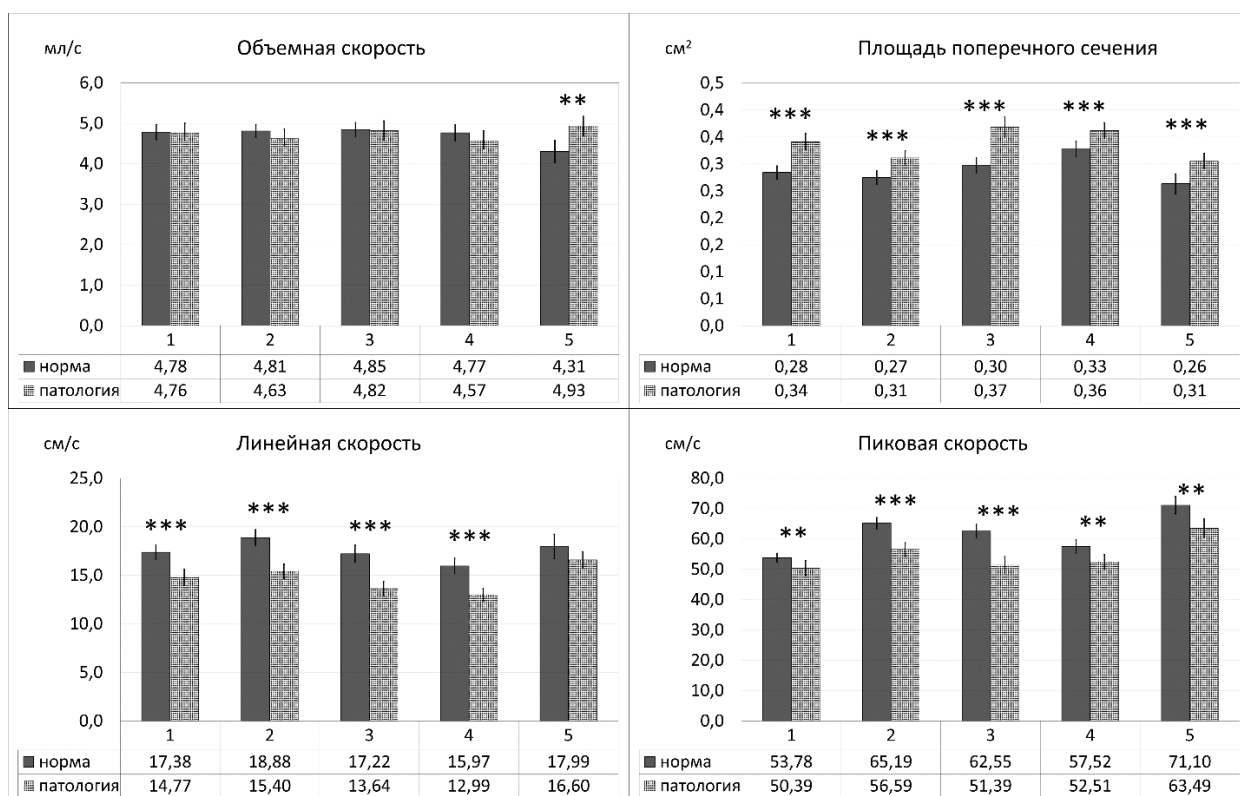 мл/с Объемная скорость
6,0
5,0
4,0
3,0
2,0
1,0
0,0
**
1 2 3 4 5
норма 4,78 4,81 4,85 4,77 4,31
патология 4,76 4,63 4,82 4,57 4,93
см² Площадь поперечного сечения
0,5
0,4
0,4
0,3
0,3
0,2
0,2
0,1
0,1
0,0
*** *** *** *** ***
1 2 3 4 5
норма 0,28 0,27 0,30 0,33 0,26
патология 0,34 0,31 0,37 0,36 0,31
см/с Линейная скорость
25,0
20,0
15,0
10,0
5,0
0,0
*** *** *** ***
1 2 3 4 5
норма 17,38 18,88 17,22 15,97 17,99
патология 14,77 15,40 13,64 12,99 16,60
см/с Пиковая скорость
80,0
70,0
60,0
50,0
40,0
30,0
20,0
10,0
0,0
** *** *** ** **
1 2 3 4 5
норма 53,78 65,19 62,55 57,52 71,10
патология 50,39 56,59 51,39 52,51 63,49